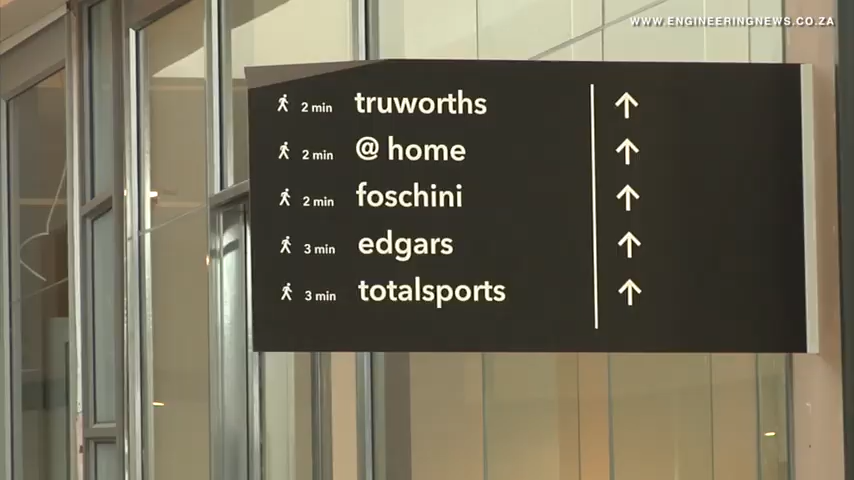 WWW.ENGINEERINGNEWS.CO.ZA
2 min truworths
2 min @ home
2 min foschini
3 min edgars
3 min totalsports